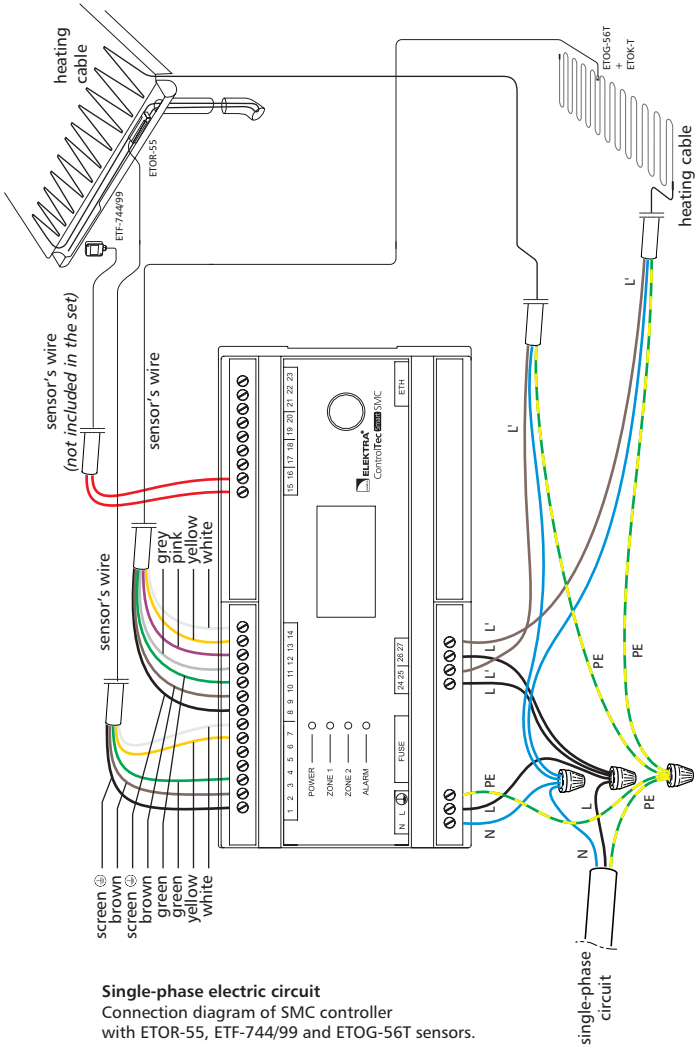 heating
cable
ETOR-55
ETF-744/99
ETOG-56T
+
ETOK-T
heating cable
sensor's wire
(not included in the set)
sensor's wire
sensor's wire
grey
pink
yellow
white
screen
brown
screen
brown
green
green
yellow
white
1 2 3 4 5 6 7 8 9 10 11 12 13 14
15 16 17 18 19 20 21 22 23
POWER
ZONE 1
ZONE 2
ALARM
ELEKTRA®
ControlTec Smart SMC
ETH
N L
FUSE
24 25 26 27
N
L
PE
L
L'
L
L'
L'
L'
PE
PE
N
L
PE
single-phase
circuit
Single-phase electric circuit
Connection diagram of SMC controller
with ETOR-55, ETF-744/99 and ETOG-56T sensors.